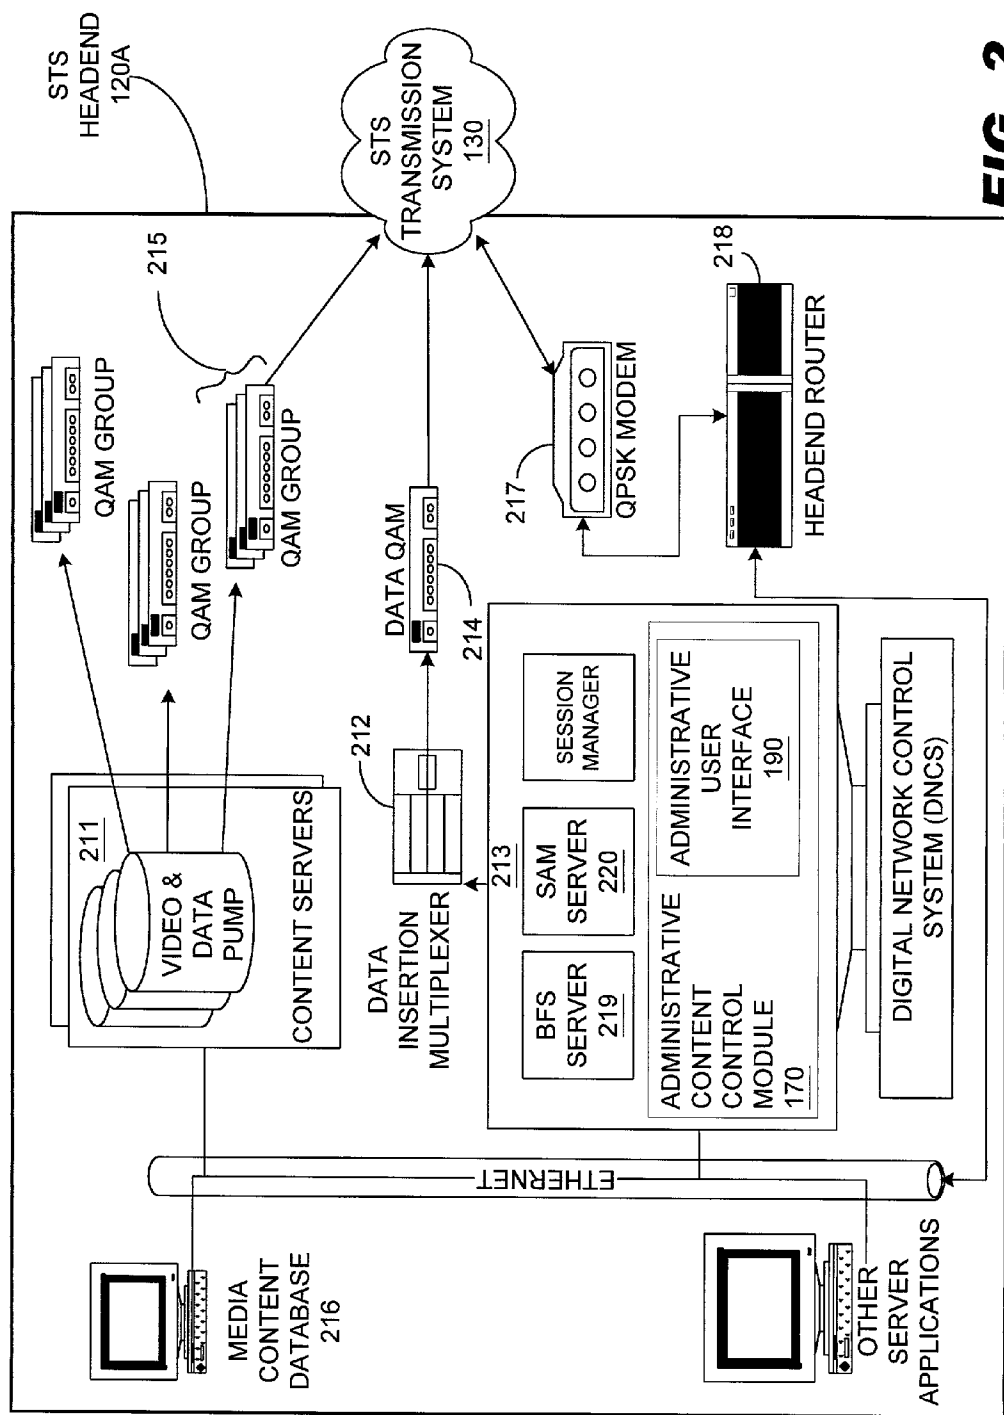 STS
HEADEND
120A
QAM GROUP
QAM GROUP
215
QAM GROUP
STS
TRANSMISSION
SYSTEM
130
211
VIDEO &
DATA
PUMP
CONTENT SERVERS
212
DATA
INSERTION
MULTIPLEXER
DATA QAM
214
217
QPSK MODEM
218
HEADEND ROUTER
213
BFS
SERVER
219
SAM
SERVER
220
SESSION
MANAGER
ADMINISTRATIVE
CONTENT
CONTROL
MODULE
170
ADMINISTRATIVE
USER
INTERFACE
190
DIGITAL NETWORK CONTROL
SYSTEM (DNCS)
ETHERNET
MEDIA
CONTENT
DATABASE
216
OTHER
SERVER
APPLICATIONS
FIG. 2